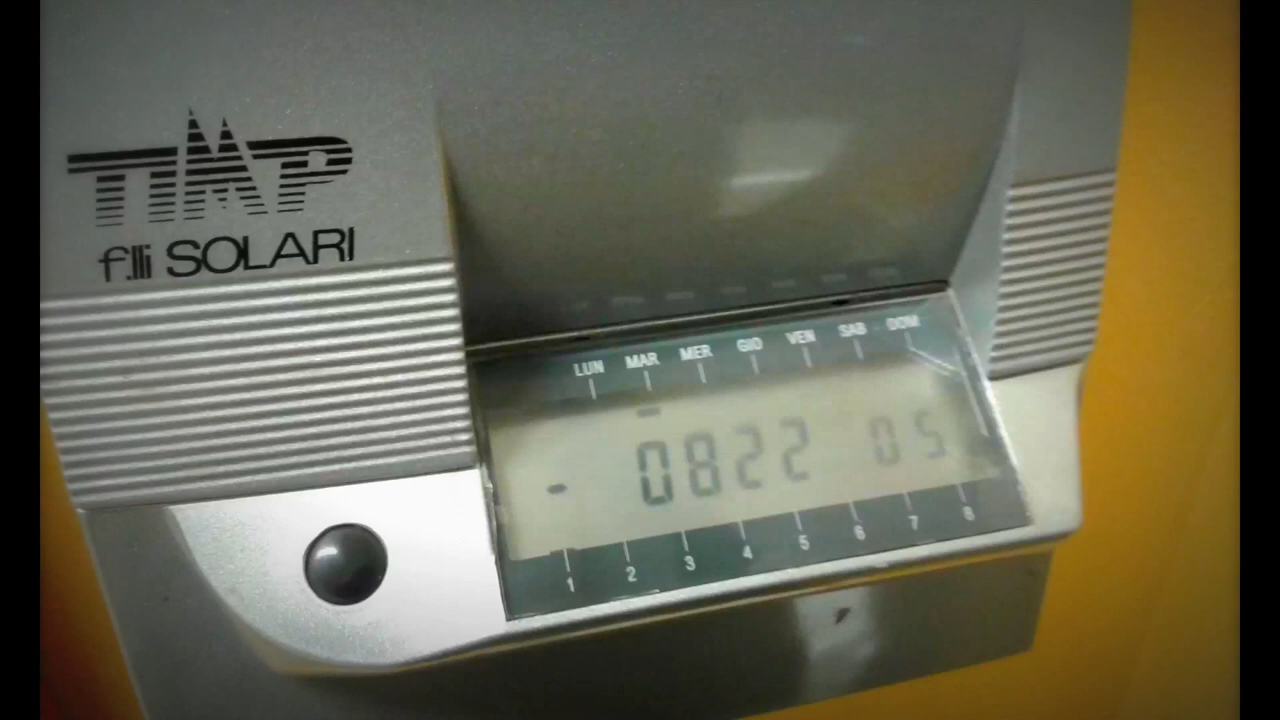 TIMP
f.lli SOLARI
LUN MAR MER GIO VEN SAB DOM
0822 05
1 2 3 4 5 6 7 8